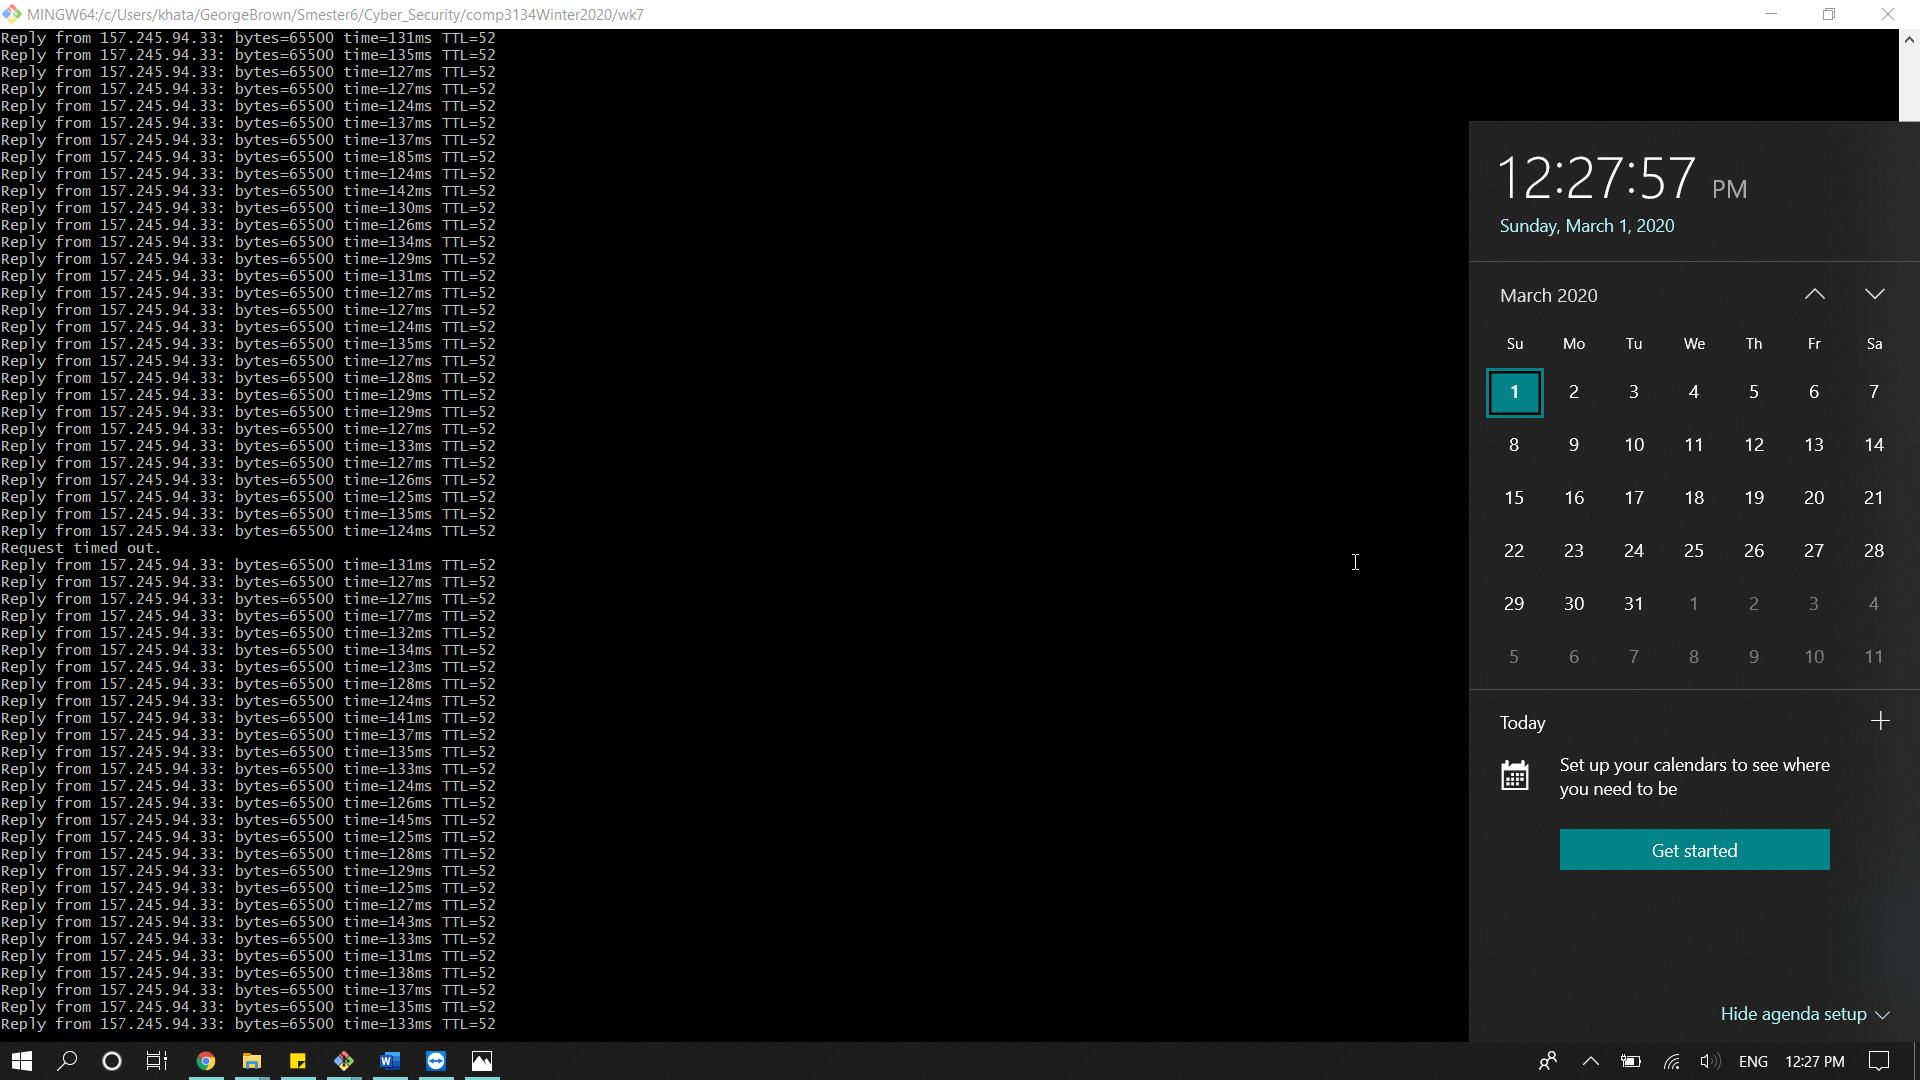 MINGW64:/c/Users/khata/GeorgeBrown/Smester6/Cyber_Security/comp3134Winter2020/wk7
Reply from 157.245.94.33: bytes=65500 time=131ms TTL=52
Reply from 157.245.94.33: bytes=65500 time=135ms TTL=52
Reply from 157.245.94.33: bytes=65500 time=127ms TTL=52
Reply from 157.245.94.33: bytes=65500 time=127ms TTL=52
Reply from 157.245.94.33: bytes=65500 time=124ms TTL=52
Reply from 157.245.94.33: bytes=65500 time=137ms TTL=52
Reply from 157.245.94.33: bytes=65500 time=137ms TTL=52
Reply from 157.245.94.33: bytes=65500 time=185ms TTL=52
Reply from 157.245.94.33: bytes=65500 time=124ms TTL=52
Reply from 157.245.94.33: bytes=65500 time=142ms TTL=52
Reply from 157.245.94.33: bytes=65500 time=130ms TTL=52
Reply from 157.245.94.33: bytes=65500 time=126ms TTL=52
Reply from 157.245.94.33: bytes=65500 time=134ms TTL=52
Reply from 157.245.94.33: bytes=65500 time=129ms TTL=52
Reply from 157.245.94.33: bytes=65500 time=131ms TTL=52
Reply from 157.245.94.33: bytes=65500 time=127ms TTL=52
Reply from 157.245.94.33: bytes=65500 time=127ms TTL=52
Reply from 157.245.94.33: bytes=65500 time=124ms TTL=52
Reply from 157.245.94.33: bytes=65500 time=135ms TTL=52
Reply from 157.245.94.33: bytes=65500 time=127ms TTL=52
Reply from 157.245.94.33: bytes=65500 time=128ms TTL=52
Reply from 157.245.94.33: bytes=65500 time=129ms TTL=52
Reply from 157.245.94.33: bytes=65500 time=129ms TTL=52
Reply from 157.245.94.33: bytes=65500 time=127ms TTL=52
Reply from 157.245.94.33: bytes=65500 time=133ms TTL=52
Reply from 157.245.94.33: bytes=65500 time=127ms TTL=52
Reply from 157.245.94.33: bytes=65500 time=126ms TTL=52
Reply from 157.245.94.33: bytes=65500 time=125ms TTL=52
Reply from 157.245.94.33: bytes=65500 time=135ms TTL=52
Reply from 157.245.94.33: bytes=65500 time=124ms TTL=52
Request timed out.
Reply from 157.245.94.33: bytes=65500 time=131ms TTL=52
Reply from 157.245.94.33: bytes=65500 time=127ms TTL=52
Reply from 157.245.94.33: bytes=65500 time=127ms TTL=52
Reply from 157.245.94.33: bytes=65500 time=177ms TTL=52
Reply from 157.245.94.33: bytes=65500 time=132ms TTL=52
Reply from 157.245.94.33: bytes=65500 time=134ms TTL=52
Reply from 157.245.94.33: bytes=65500 time=123ms TTL=52
Reply from 157.245.94.33: bytes=65500 time=128ms TTL=52
Reply from 157.245.94.33: bytes=65500 time=124ms TTL=52
Reply from 157.245.94.33: bytes=65500 time=141ms TTL=52
Reply from 157.245.94.33: bytes=65500 time=137ms TTL=52
Reply from 157.245.94.33: bytes=65500 time=135ms TTL=52
Reply from 157.245.94.33: bytes=65500 time=133ms TTL=52
Reply from 157.245.94.33: bytes=65500 time=124ms TTL=52
Reply from 157.245.94.33: bytes=65500 time=126ms TTL=52
Reply from 157.245.94.33: bytes=65500 time=145ms TTL=52
Reply from 157.245.94.33: bytes=65500 time=125ms TTL=52
Reply from 157.245.94.33: bytes=65500 time=128ms TTL=52
Reply from 157.245.94.33: bytes=65500 time=129ms TTL=52
Reply from 157.245.94.33: bytes=65500 time=125ms TTL=52
Reply from 157.245.94.33: bytes=65500 time=127ms TTL=52
Reply from 157.245.94.33: bytes=65500 time=143ms TTL=52
Reply from 157.245.94.33: bytes=65500 time=133ms TTL=52
Reply from 157.245.94.33: bytes=65500 time=131ms TTL=52
Reply from 157.245.94.33: bytes=65500 time=138ms TTL=52
Reply from 157.245.94.33: bytes=65500 time=137ms TTL=52
Reply from 157.245.94.33: bytes=65500 time=135ms TTL=52
Reply from 157.245.94.33: bytes=65500 time=133ms TTL=52
12:27:57 PM
Sunday, March 1, 2020
March 2020
Su Mo Tu We Th Fr Sa
1 2 3 4 5 6 7
8 9 10 11 12 13 14
15 16 17 18 19 20 21
22 23 24 25 26 27 28
29 30 31 1 2 3 4
5 6 7 8 9 10 11
Today
Set up your calendars to see where
you need to be
Get started
Hide agenda setup
ENG 12:27 PM